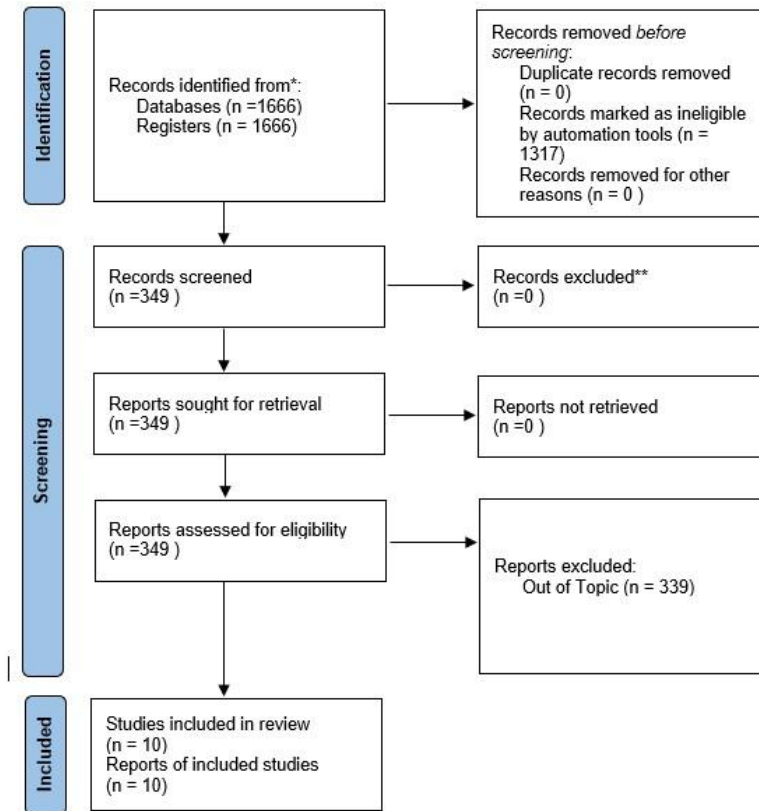 Identification
Records identified from*:
Databases (n =1666)
Registers (n = 1666)
Records removed before
screening:
Duplicate records removed
(n = 0)
Records marked as ineligible
by automation tools (n =
1317)
Records removed for other
reasons (n = 0 )
Screening
Records screened
(n =349 )
Records excluded**
(n =0 )
Reports sought for retrieval
(n =349 )
Reports not retrieved
(n =0 )
Reports assessed for eligibility
(n =349 )
Reports excluded:
Out of Topic (n = 339)
Included
Studies included in review
(n = 10)
Reports of included studies
(n = 10)